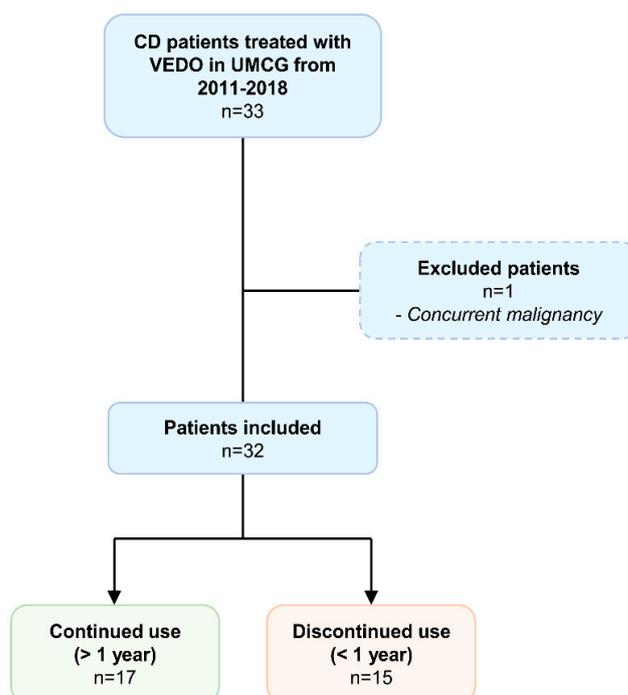 CD patients treated with
VEDO in UMCG from
2011-2018
n=33
Excluded patients
n=1
- Concurrent malignancy
Patients included
n=32
Continued use
(> 1 year)
n=17
Discontinued use
(< 1 year)
n=15